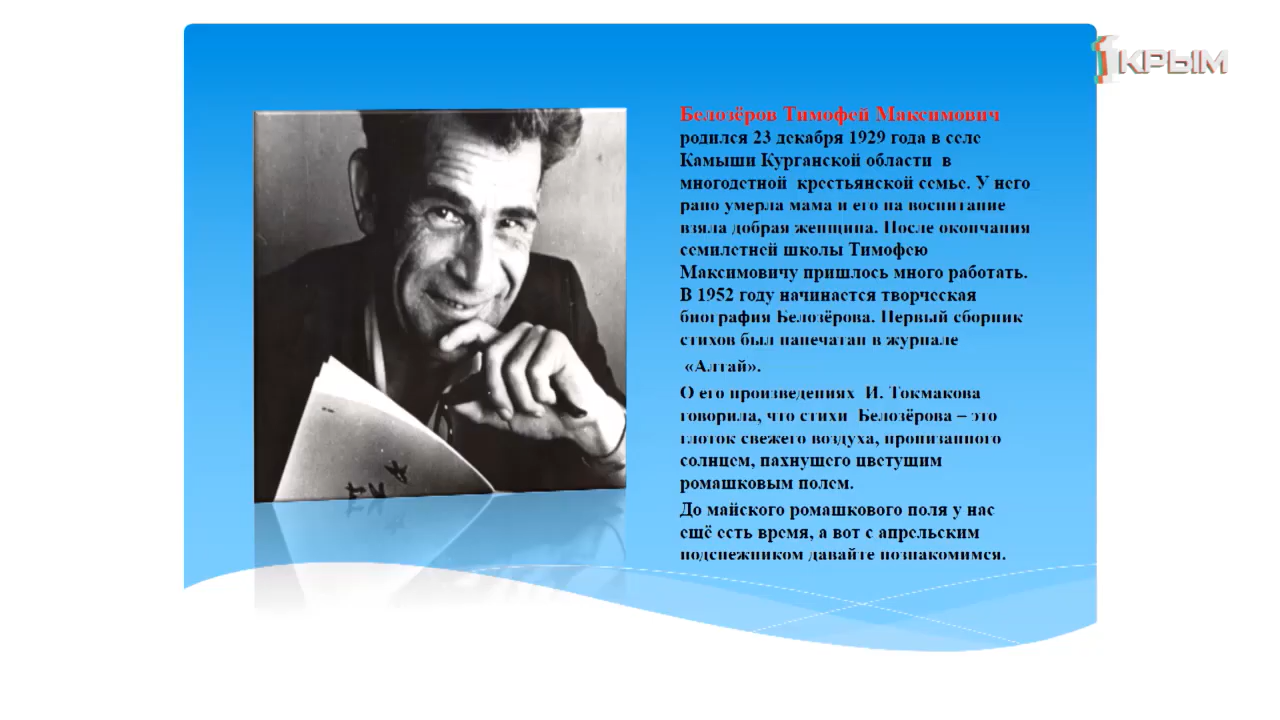 1 КРЫМ
Белозёров Тимофей Максимович
родился 23 декабря 1929 года в селе
Камыши Курганской области в
многодетной крестьянской семье. У него
рано умерла мама и его на воспитание
взяла добрая женщина. После окончания
семилетней школы Тимофею
Максимовичу пришлось много работать.
В 1952 году начинается творческая
биография Белозёрова. Первый сборник
стихов был напечатан в журнале
«Алтай».
О его произведениях И. Токмакова
говорила, что стихи Белозёрова – это
глоток свежего воздуха, пронизанного
солнцем, пахнущего цветущим
ромашковым полем.
До майского ромашкового поля у нас
ещё есть время, а вот с апрельским
подснежником давайте познакомимся.